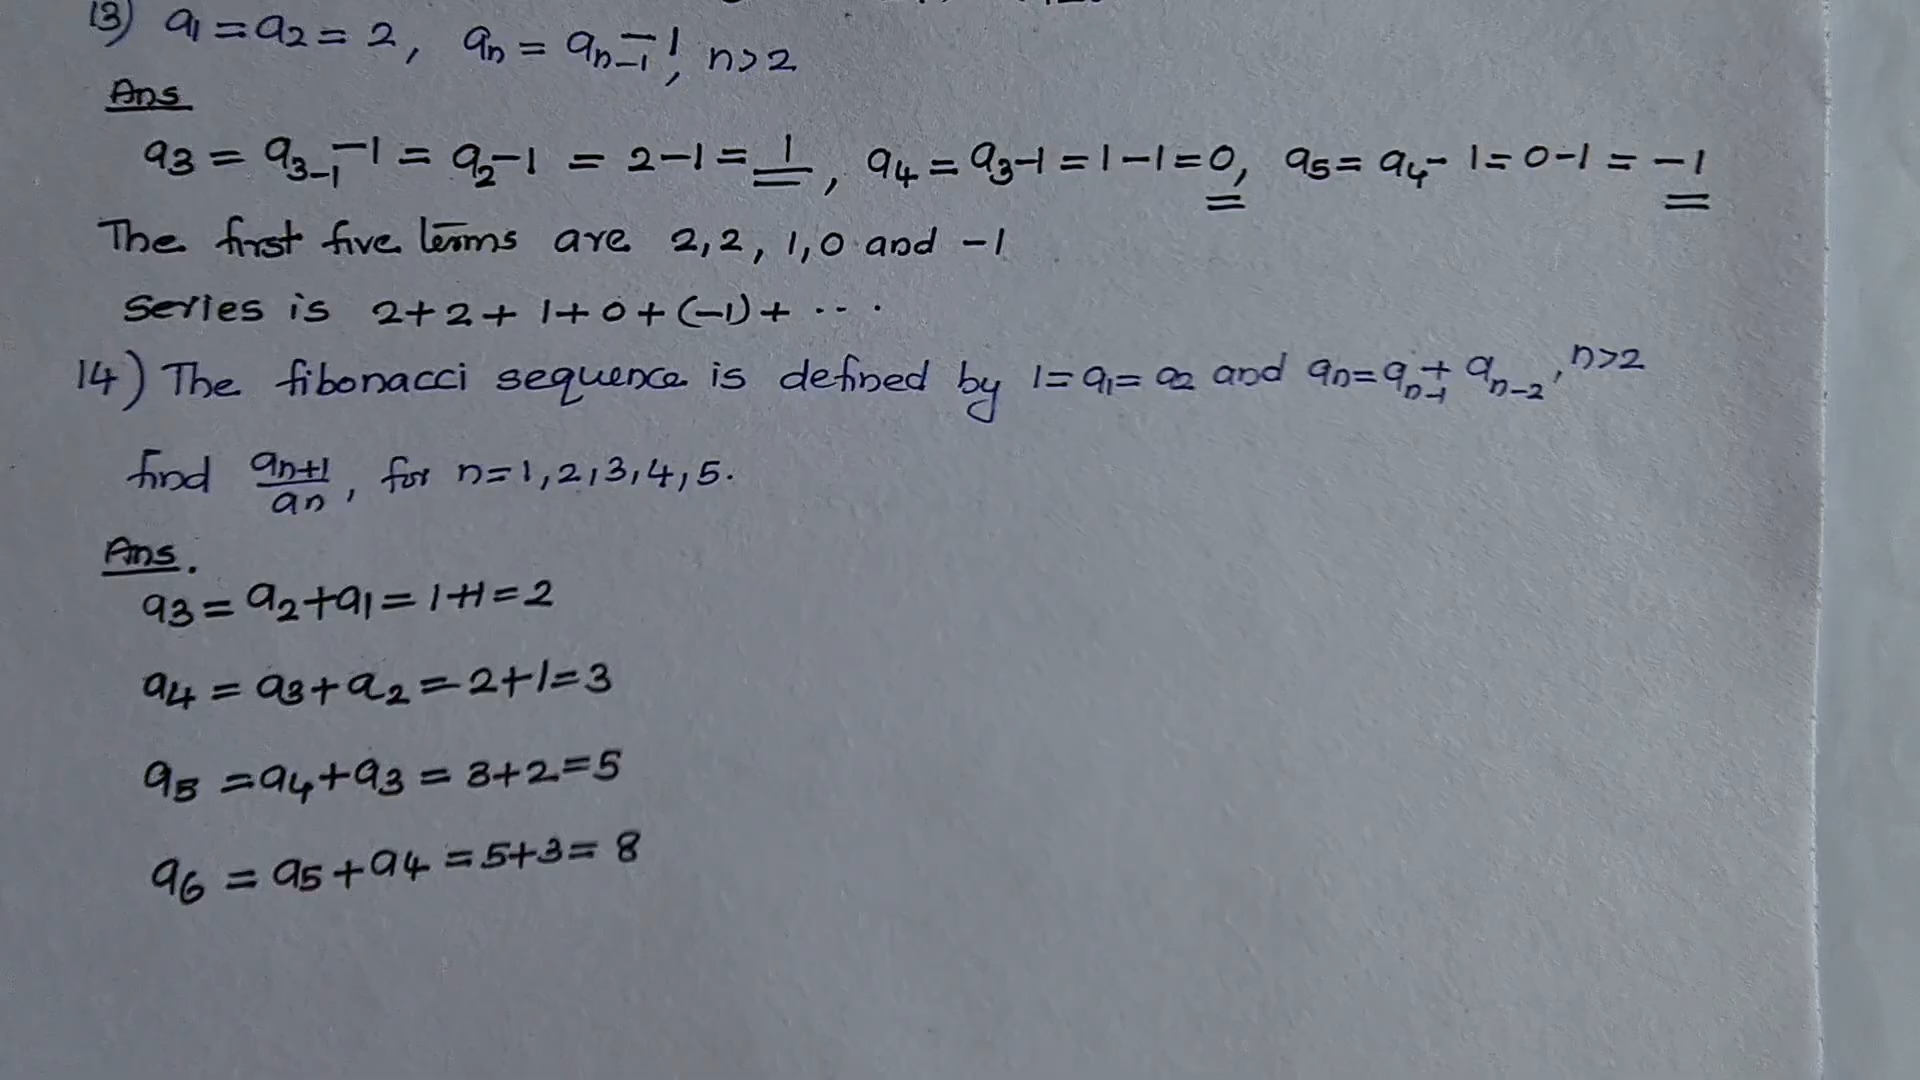 13) a1 = a2 = 2, an = an-1 - 1, n>2
Ans
a3 = a3-1 - 1 = a2 - 1 = 2-1 = 1, a4 = a3-1 = 1-1 = 0, a5 = a4 - 1 = 0-1 = -1
The first five terms are 2,2, 1,0 and -1
Series is 2+2+ 1+0+(-1)+ ...
14) The fibonacci sequence is defined by 1=a1=a2 and an=an-1 + an-2, n>2
find an+1/an, for n=1,2,3,4,5.
Ans.
a3 = a2+a1 = 1+1=2
a4 = a3+a2 = 2+1=3
a5 = a4+a3 = 3+2=5
a6 = a5+a4 = 5+3= 8